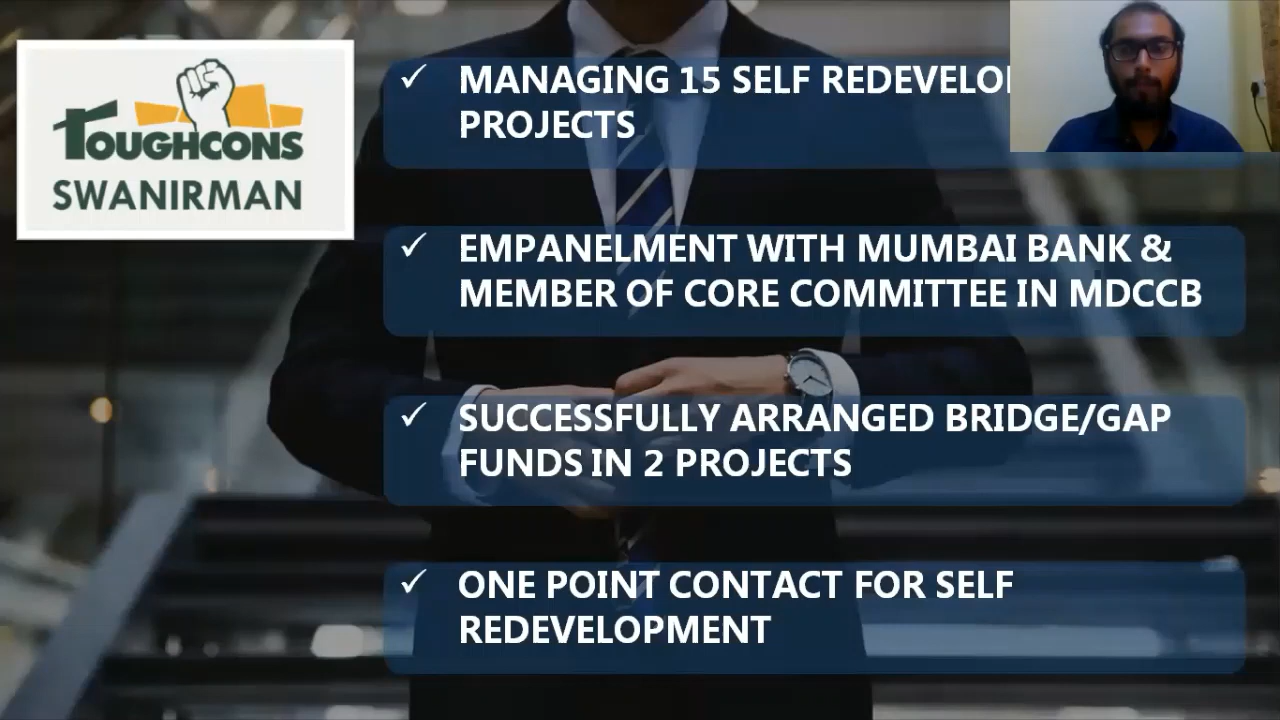 TOUGHCONS
SWANIRMAN
✓ MANAGING 15 SELF
PROJECTS
✓ EMPANELMENT WITH MUMBAI BANK &
MEMBER OF CORE COMMITTEE IN MDCCB
✓ SUCCESSFULLY ARRANGED BRIDGE/GAP
FUNDS IN 2 PROJECTS
✓ ONE POINT CONTACT FOR SELF
REDEVELOPMENT